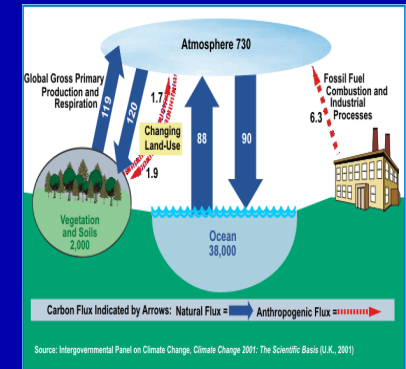 Atmosphere 730
Global Gross Primary
Production and
Respiration
119
120
1.7
Changing
Land-Use
1.9
88
90
6.3
Fossil Fuel
Combustion and
Industrial
Processes
Vegetation
and Soils
2,000
Ocean
38,000
Carbon Flux Indicated by Arrows: Natural Flux = Anthropogenic Flux =
Source: Intergovernmental Panel on Climate Change, Climate Change 2001: The Scientific Basis (U.K., 2001)